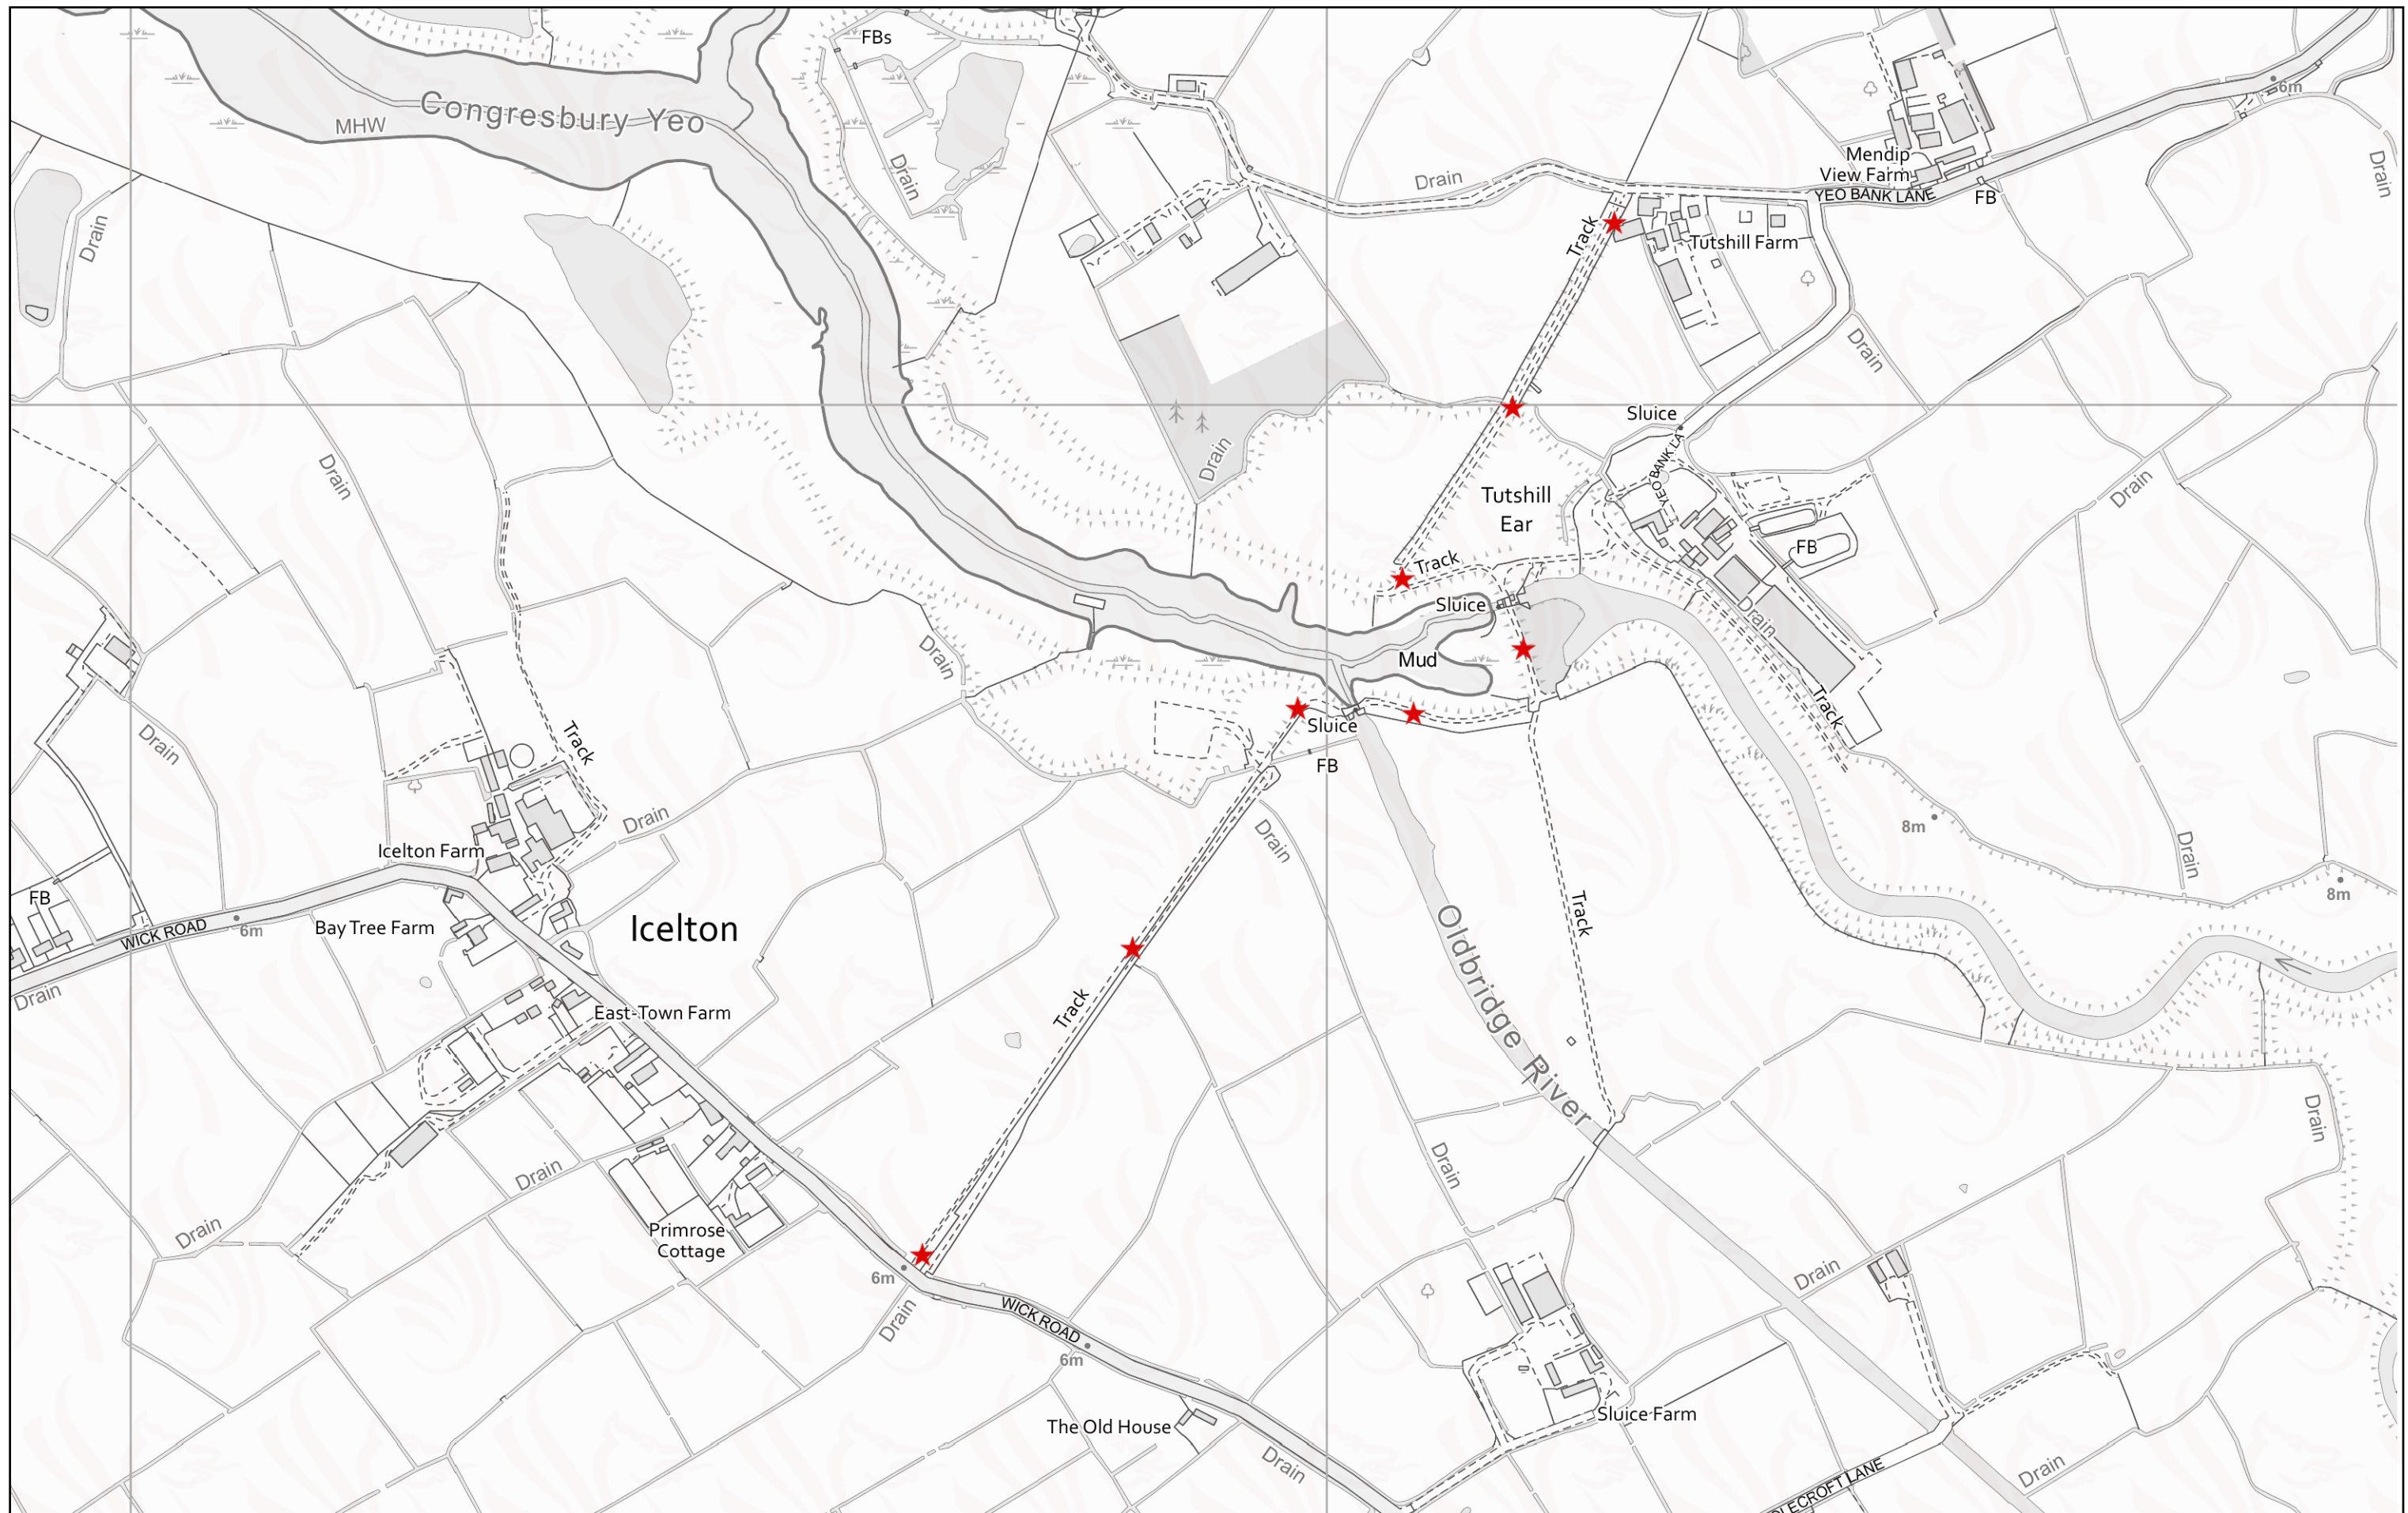 FBs
Congresbury Yeo
MHW
6m
Mendip
View Farm
Drain
Drain
Drain
Drain
YEO BANK LANE
FB
Track
Tutshill Farm
Drain
Sluice
YEO BANK LA
Drain
Drain
Drain
Tutshill
Ear
FB
Track
Sluice
Drain
Drain
Mud
Track
Sluice
Track
Drain
FB
Drain
8m
Drain
Drain
Icelton Farm
8m
FB
WICK ROAD
6m
Bay Tree Farm
Icelton
Track
Oldbridge River
Drain
East-Town Farm
Track
Drain
Drain
Drain
Drain
Primrose
Cottage
6m
Drain
Drain
WICK ROAD
6m
The Old House
Sluice Farm
Drain
Drain
LECROFT LANE